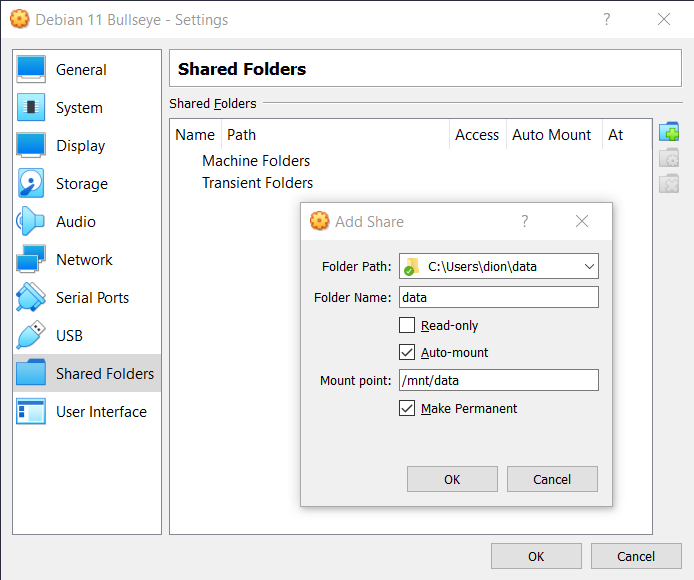 Debian 11 Bullseye - Settings
General
System
Display
Storage
Audio
Network
Serial Ports
USB
Shared Folders
User Interface
Shared Folders
Shared Folders
Name Path Access Auto Mount At
Machine Folders
Transient Folders
Add Share
Folder Path: C:\Users\dion\data
Folder Name: data
Read-only
Auto-mount
Mount point: /mnt/data
Make Permanent
OK Cancel
OK Cancel